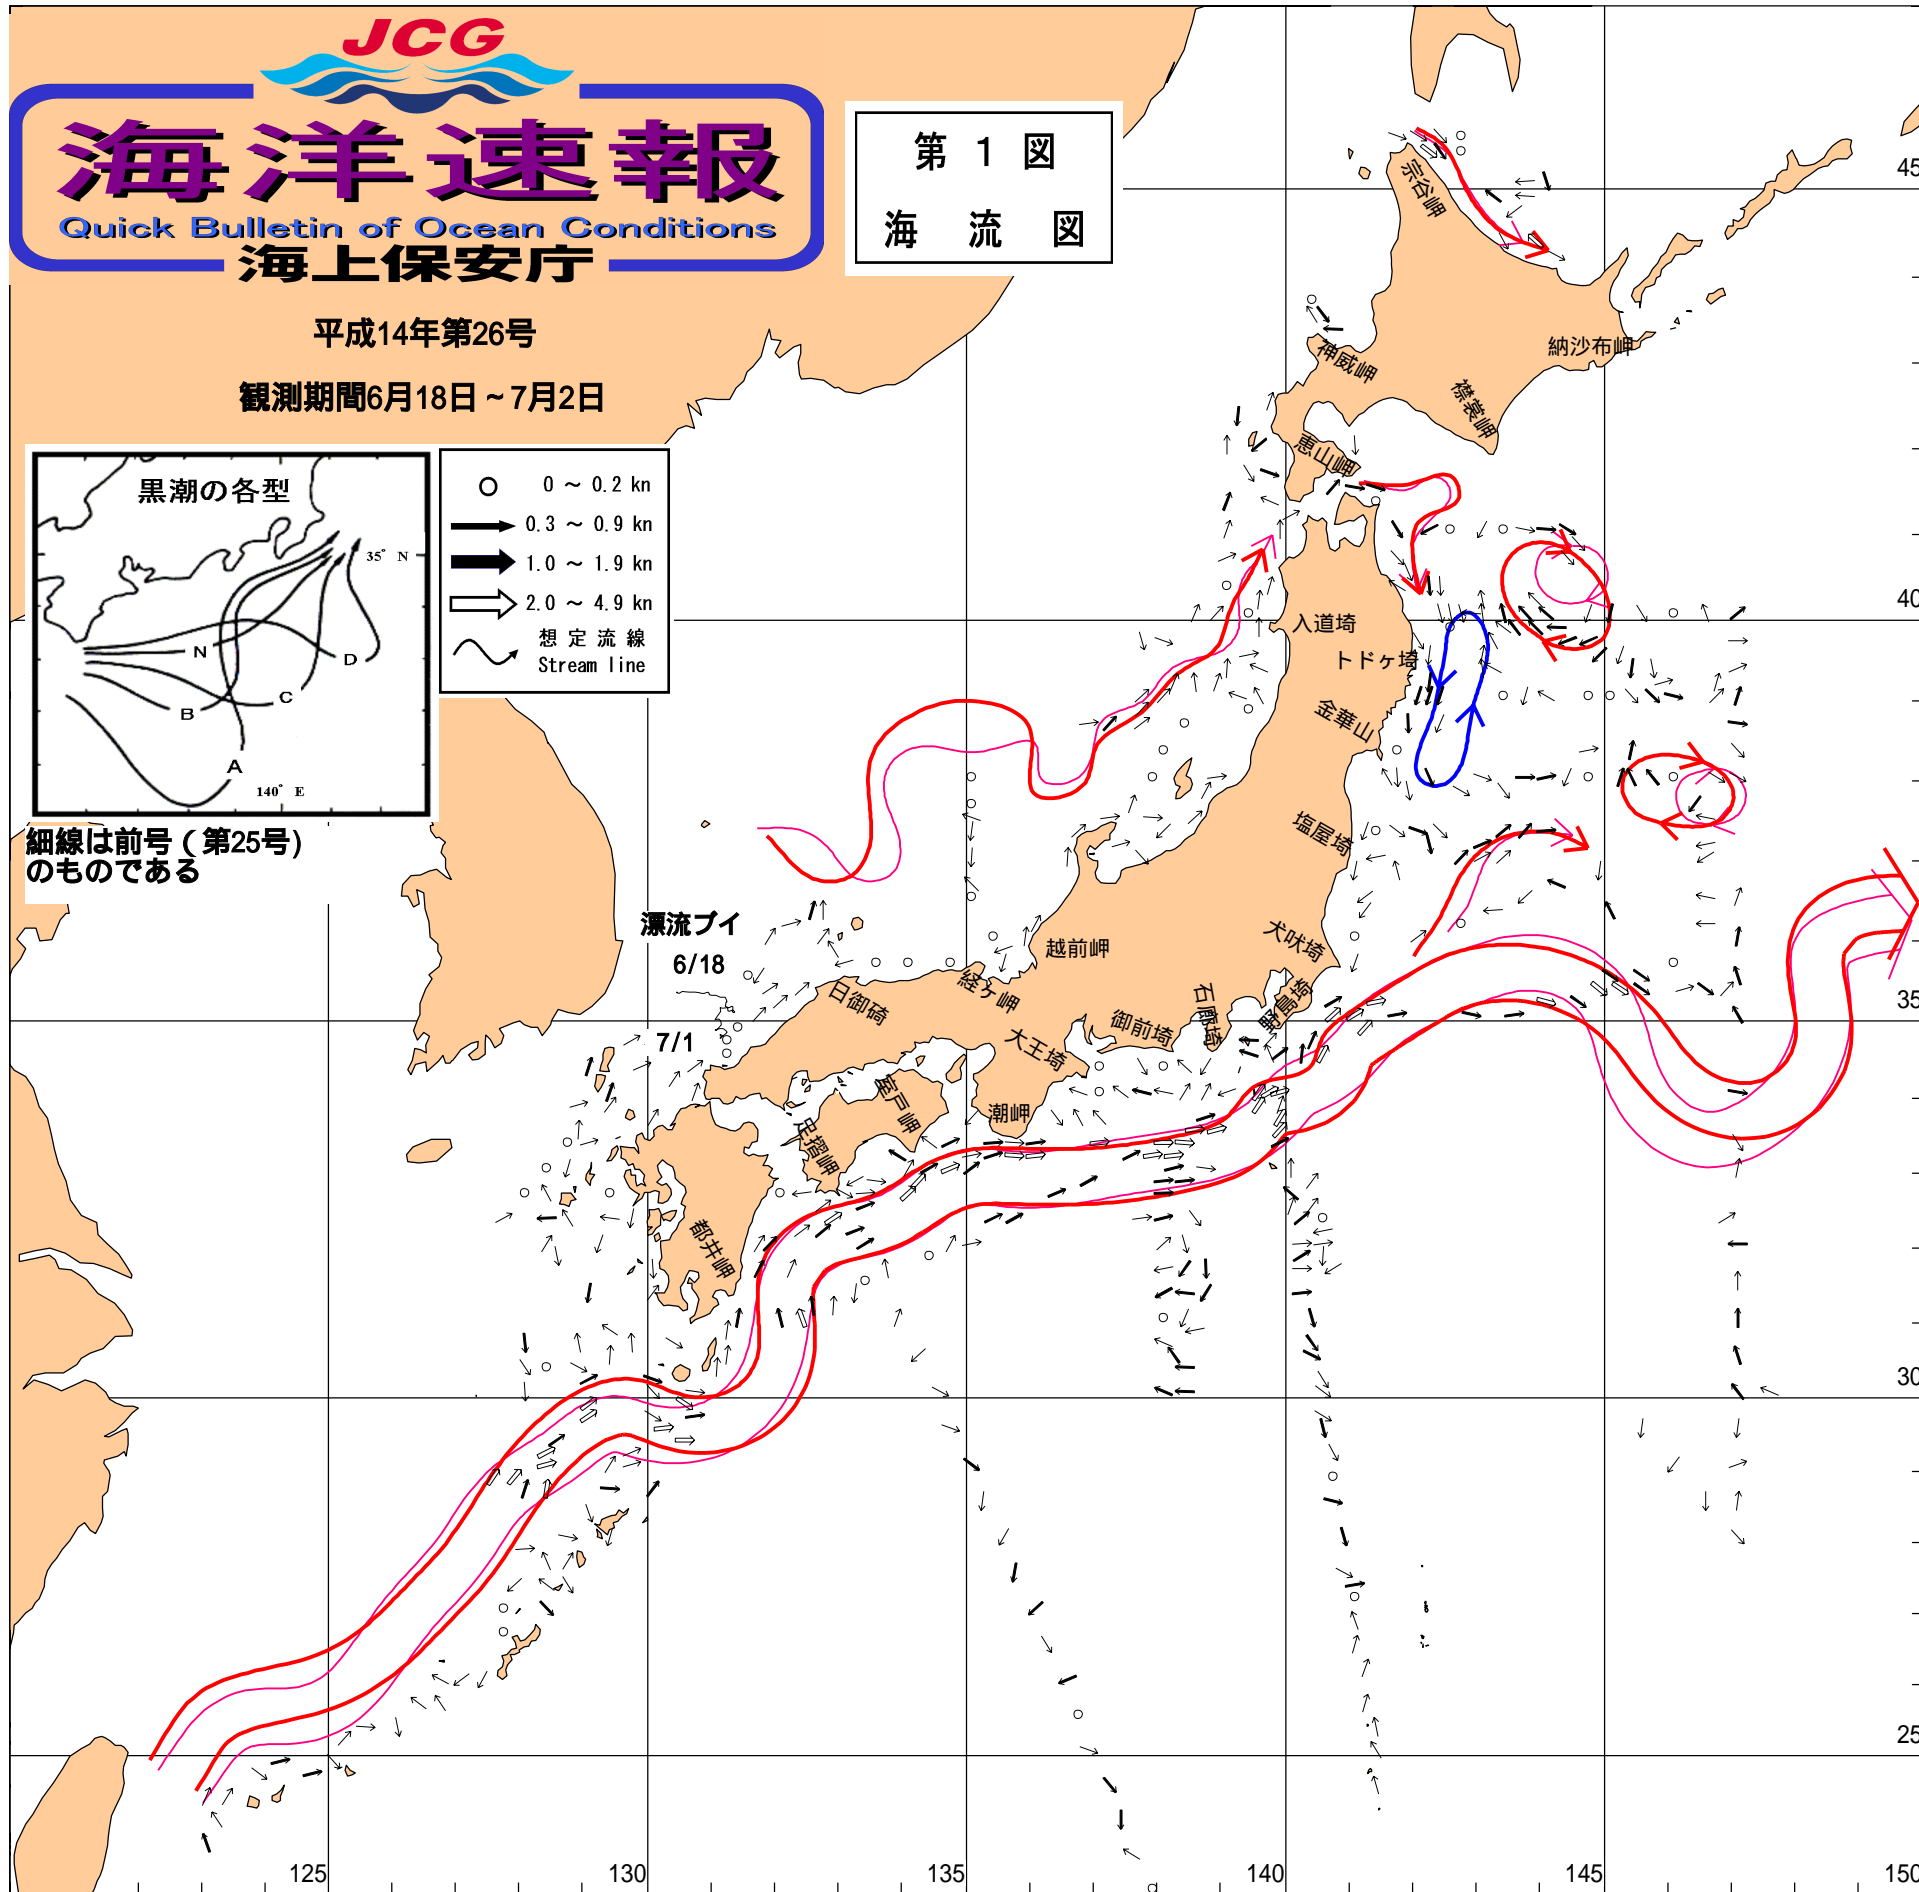 JCG
海洋速報
Quick Bulletin of Ocean Conditions
海上保安庁
平成14年第26号
観測期間6月18日~7月2日
第 1 図
海 流 図
黒潮の各型
35° N
N
D
B
C
A
140° E
0 ~ 0.2 kn
0.3 ~ 0.9 kn
1.0 ~ 1.9 kn
2.0 ~ 4.9 kn
想 定 流 線
Stream line
細線は前号(第25号)
のものである
宗谷岬
納沙布岬
神威岬
襟裳岬
恵山岬
入道埼
トドヶ埼
金華山
塩屋埼
犬吠埼
野島埼
石廊埼
御前埼
大王埼
潮岬
越前岬
経ケ岬
日御碕
室戸岬
足摺岬
都井岬
漂流ブイ
6/18
7/1
45
40
35
30
25
125
130
135
140
145
150